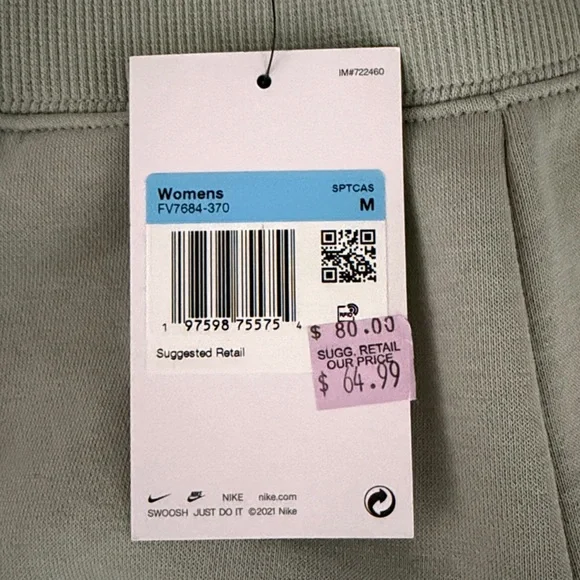 IM#722460
Womens SPTCAS
FV7684-370 M
1 97598 75575 4
RFID
Suggested Retail
$ 80.00
SUGG. RETAIL
OUR PRICE
$ 64.99
NIKE nike.com
SWOOSH JUST DO IT ©2021 Nike